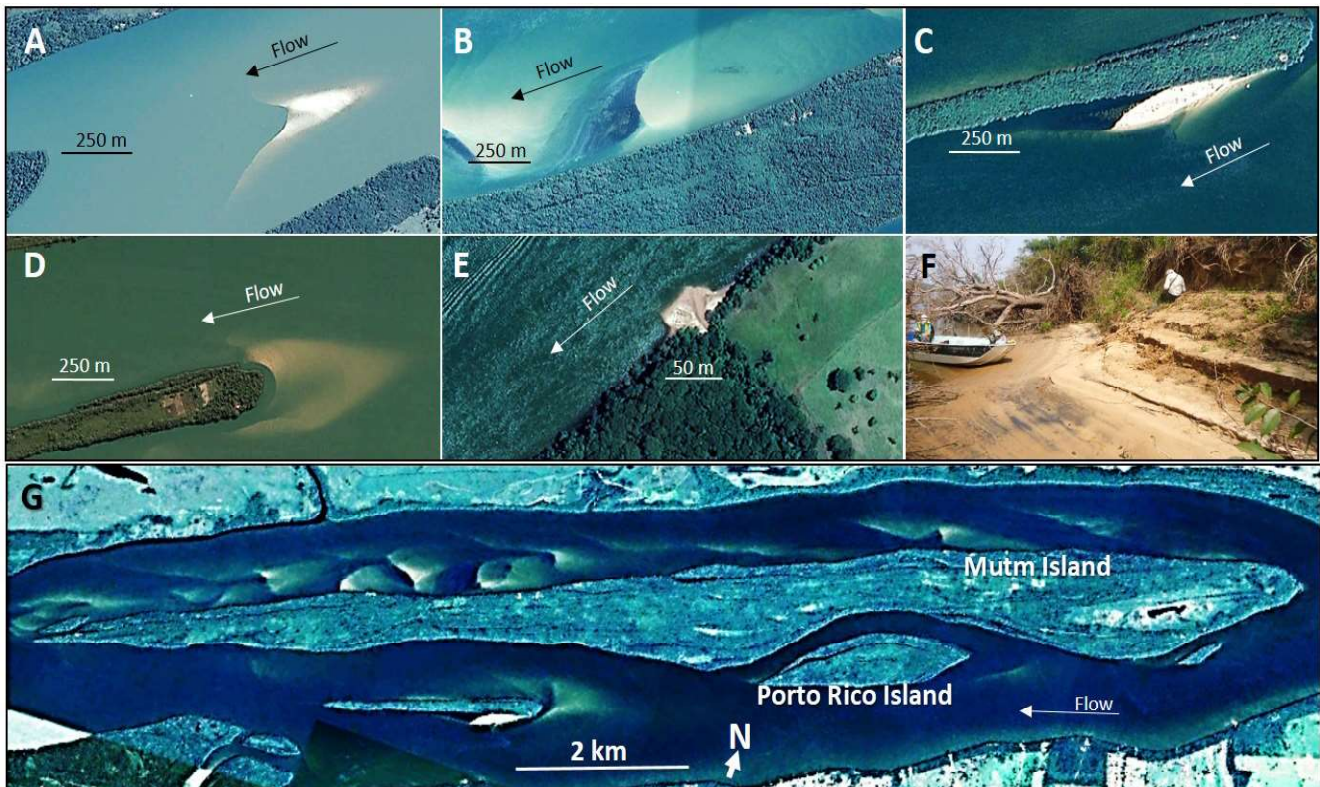 A
Flow
250 m
B
Flow
250 m
C
250 m
Flow
D
Flow
250 m
E
Flow
50 m
F
G
Mutm Island
Porto Rico Island
Flow
2 km
N